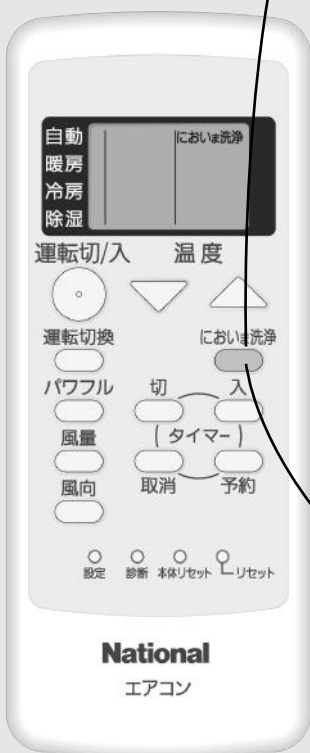 自動
においま洗浄
暖房
冷房
除湿
運転切/入 温度
運転切換 においま洗浄
パワフル 切 入
風量 (タイマー)
風向 取消 予約
設定 診断 本体リセット リセット
National
エアコン